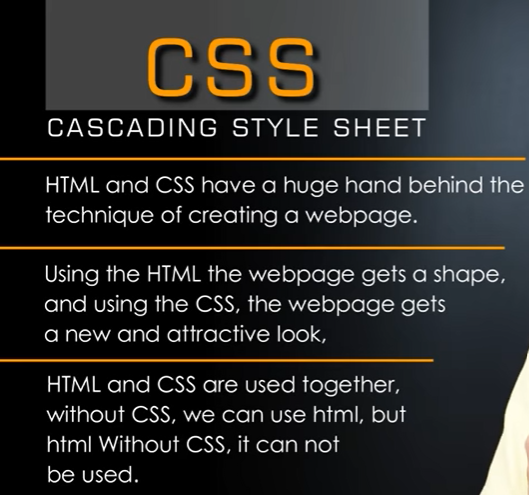 CSS
CASCADING STYLE SHEET
HTML and CSS have a huge hand behind the
technique of creating a webpage.
Using the HTML the webpage gets a shape,
and using the CSS, the webpage gets
a new and attractive look,
HTML and CSS are used together,
without CSS, we can use html, but
html Without CSS, it can not
be used.